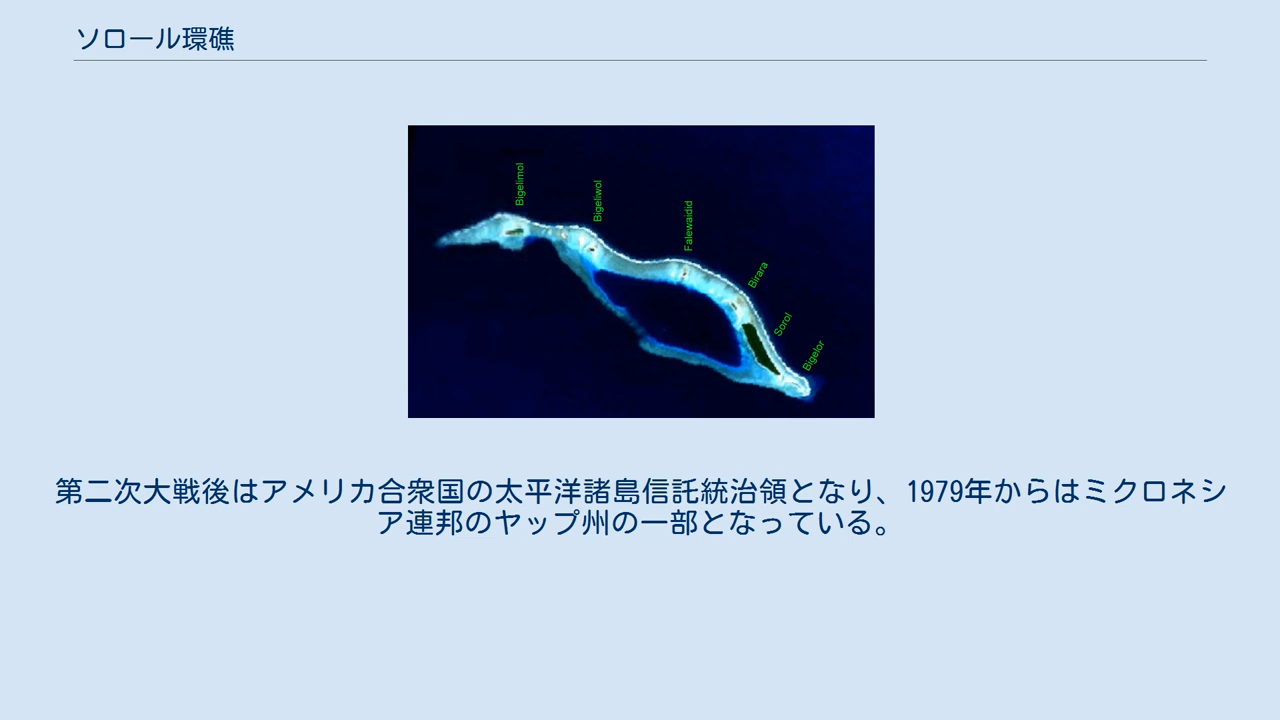 ソロール環礁
Bigelimol
Bigeliwol
Falewaidid
Birara
Sorol
Bigelor
第二次大戦後はアメリカ合衆国の太平洋諸島信託統治領となり、1979年からはミクロネシ
ア連邦のヤップ州の一部となっている。